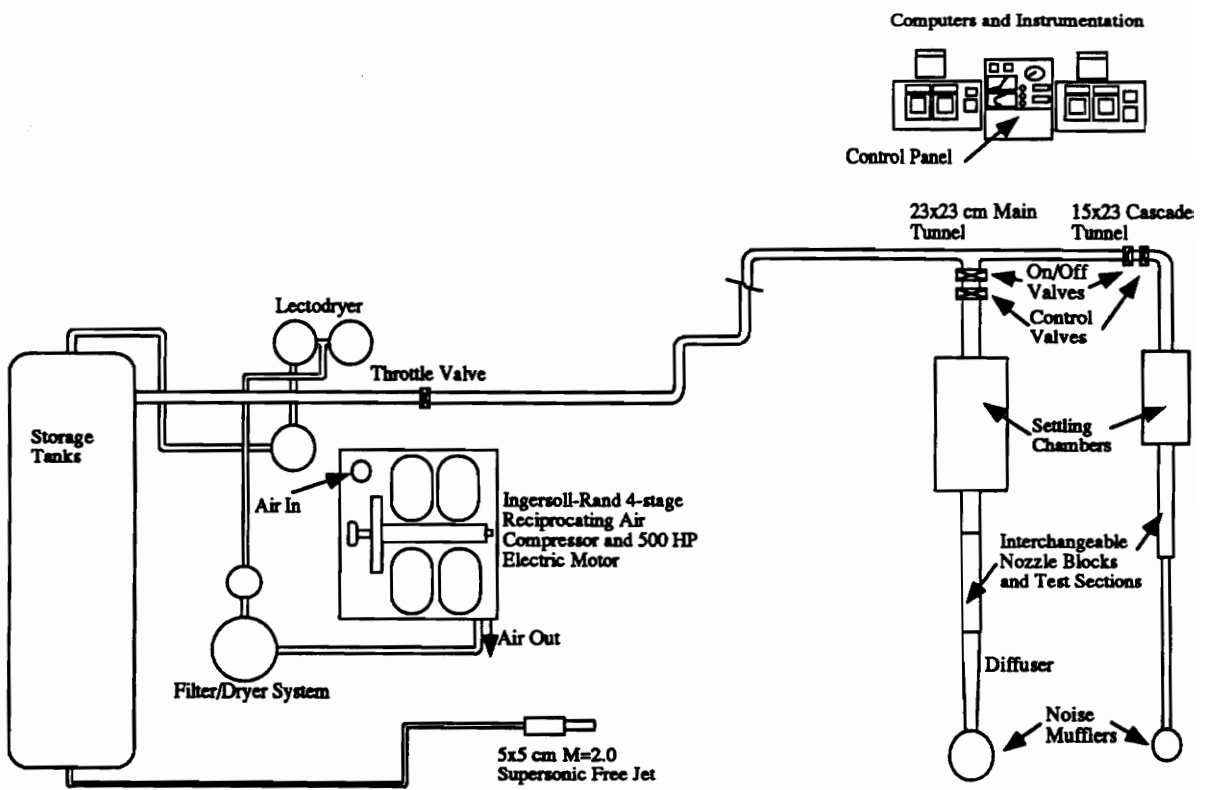 Computers and Instrumentation
Control Panel
23x23 cm Main
Tunnel
15x23 Cascade
Tunnel
On/Off
Valves
Control
Valves
Lectodryer
Throttle Valve
Storage
Tanks
Settling
Chambers
Air In
Ingersoll-Rand 4-stage
Reciprocating Air
Compressor and 500 HP
Electric Motor
Interchangeable
Nozzle Blocks
and Test Sections
Air Out
Diffuser
Filter/Dryer System
Noise
Mufflers
5x5 cm M=2.0
Supersonic Free Jet